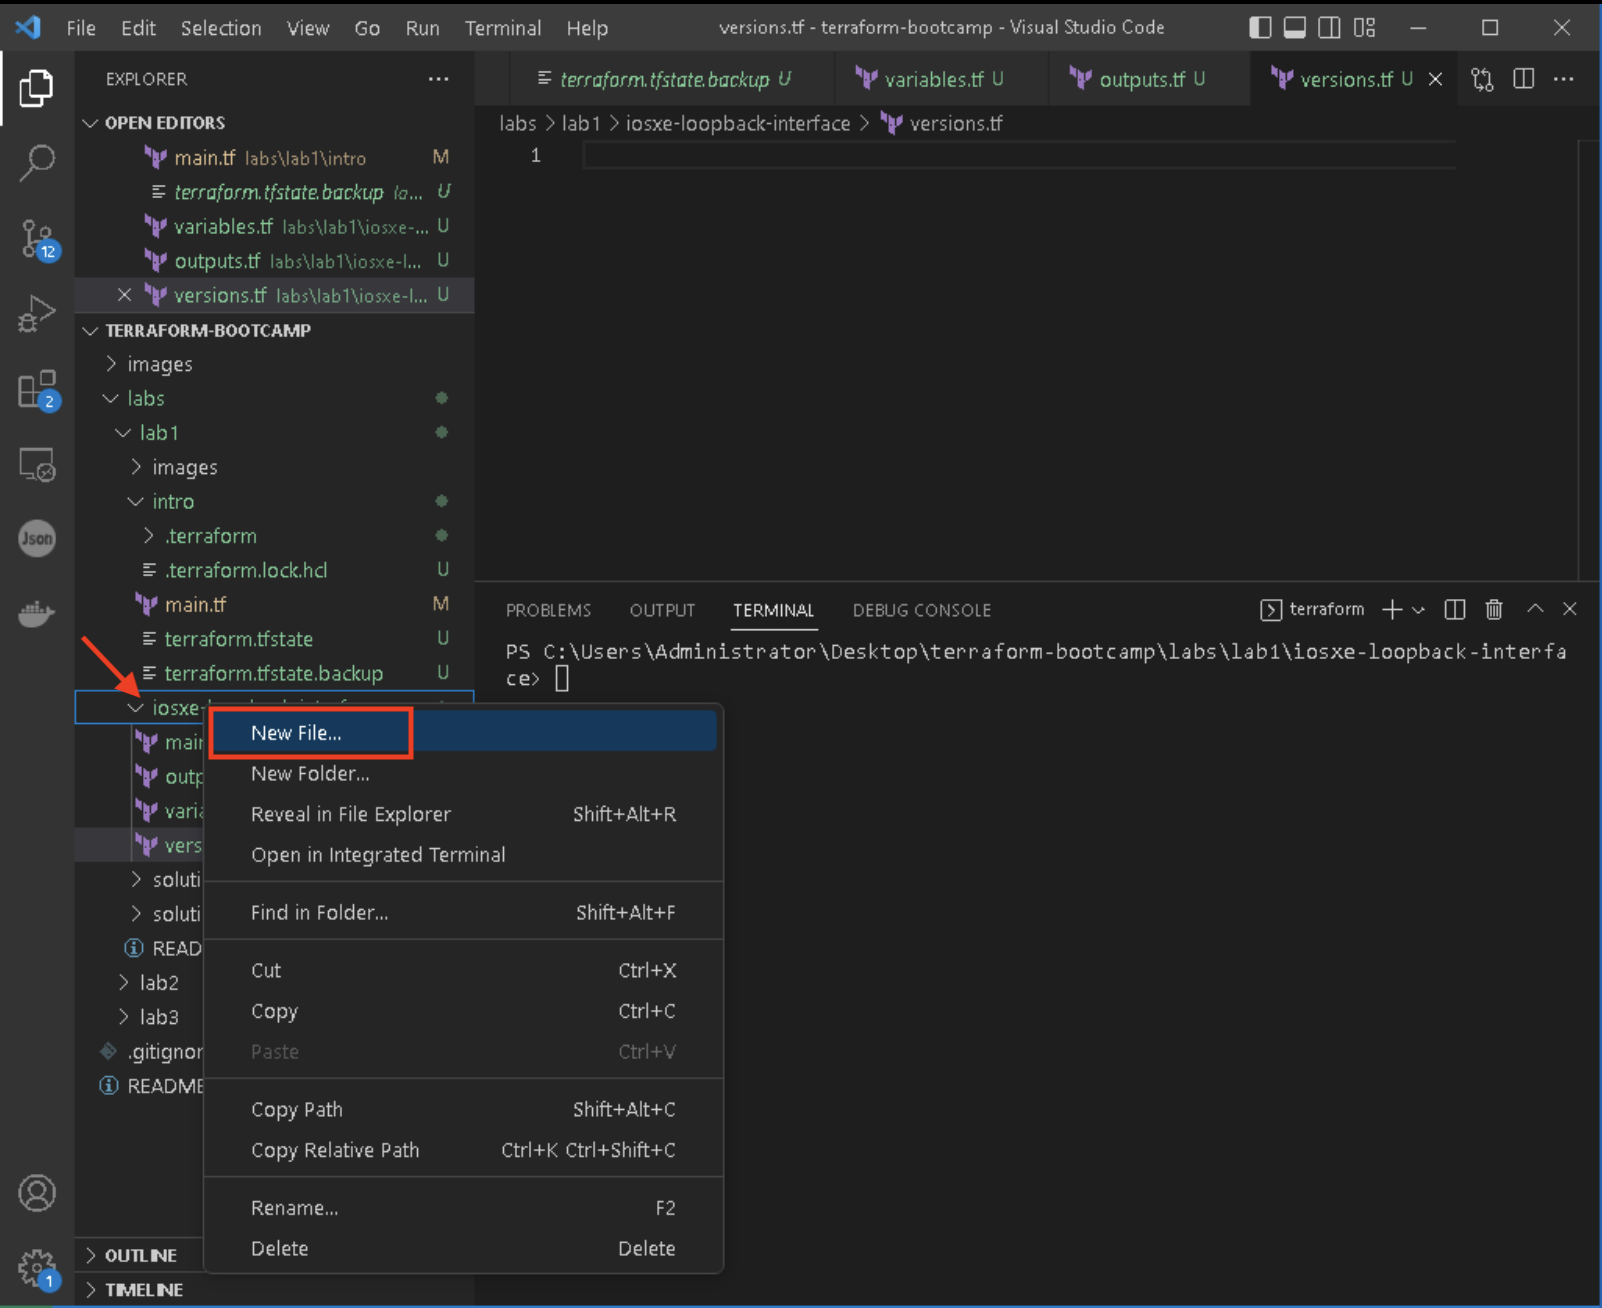 File Edit Selection View Go Run Terminal Help versions.tf - terraform-bootcamp - Visual Studio Code
EXPLORER
OPEN EDITORS
main.tf labs\lab1\intro M
terraform.tfstate.backup la... U
variables.tf labs\lab1\iosxe-... U
outputs.tf labs\lab1\iosxe-l... U
versions.tf labs\lab1\iosxe-l... U
TERRAFORM-BOOTCAMP
images
labs
lab1
images
intro
.terraform
.terraform.lock.hcl U
main.tf M
terraform.tfstate U
terraform.tfstate.backup U
iosxe-
main
outp
varia
vers
soluti
soluti
READ
lab2
lab3
.gitignor
README
OUTLINE
TIMELINE
12
2
Json
1
terraform.tfstate.backup U variables.tf U outputs.tf U versions.tf U
labs > lab1 > iosxe-loopback-interface > versions.tf
1
PROBLEMS OUTPUT TERMINAL DEBUG CONSOLE terraform
PS C:\Users\Administrator\Desktop\terraform-bootcamp\labs\lab1\iosxe-loopback-interfa
ce>
New File...
New Folder...
Reveal in File Explorer Shift+Alt+R
Open in Integrated Terminal
Find in Folder... Shift+Alt+F
Cut Ctrl+X
Copy Ctrl+C
Paste Ctrl+V
Copy Path Shift+Alt+C
Copy Relative Path Ctrl+K Ctrl+Shift+C
Rename... F2
Delete Delete